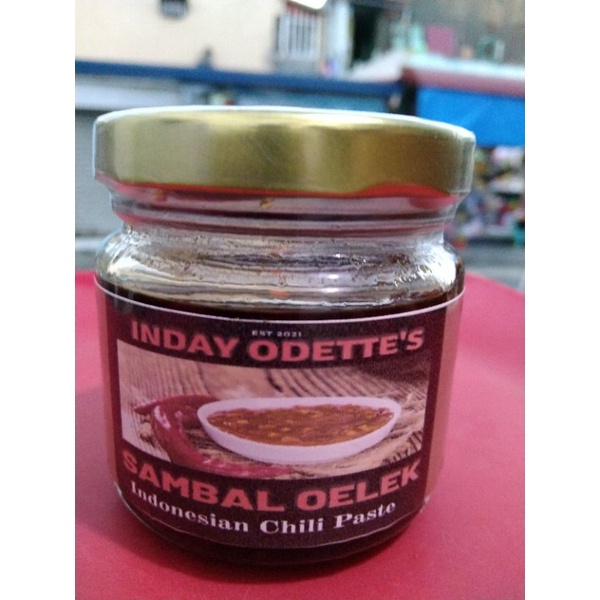 EST 2021
INDAY ODETTE'S
SAMBAL OELEK
Indonesian Chili Paste